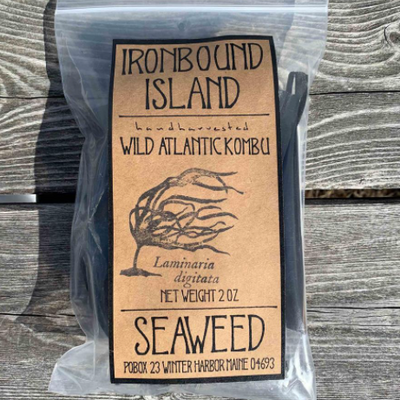 IRONBOUND
ISLAND
handharvested
WILD ATLANTIC KOMBU
Laminaria
digitata
NET WEIGHT 2 OZ
SEAWEED
PO BOX 23 WINTER HARBOR MAINE 04693